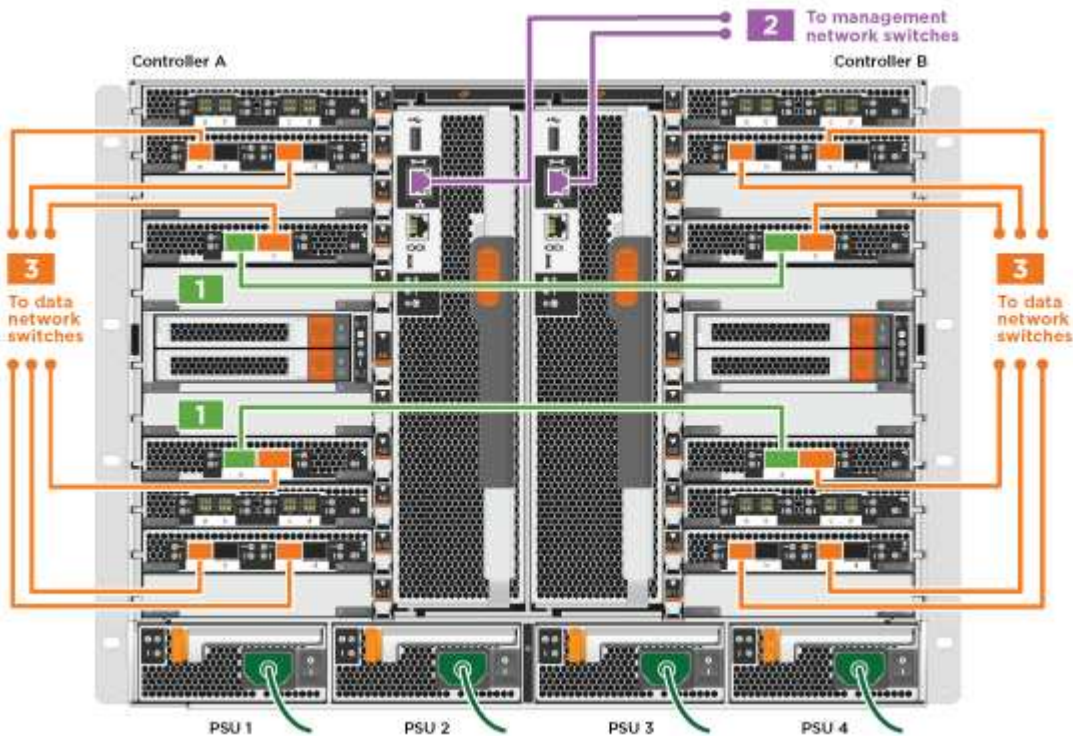 2
To management
network switches
Controller A
Controller B
3
To data
network
switches
1
3
To data
network
switches
1
PSU 1
PSU 2
PSU 3
PSU 4